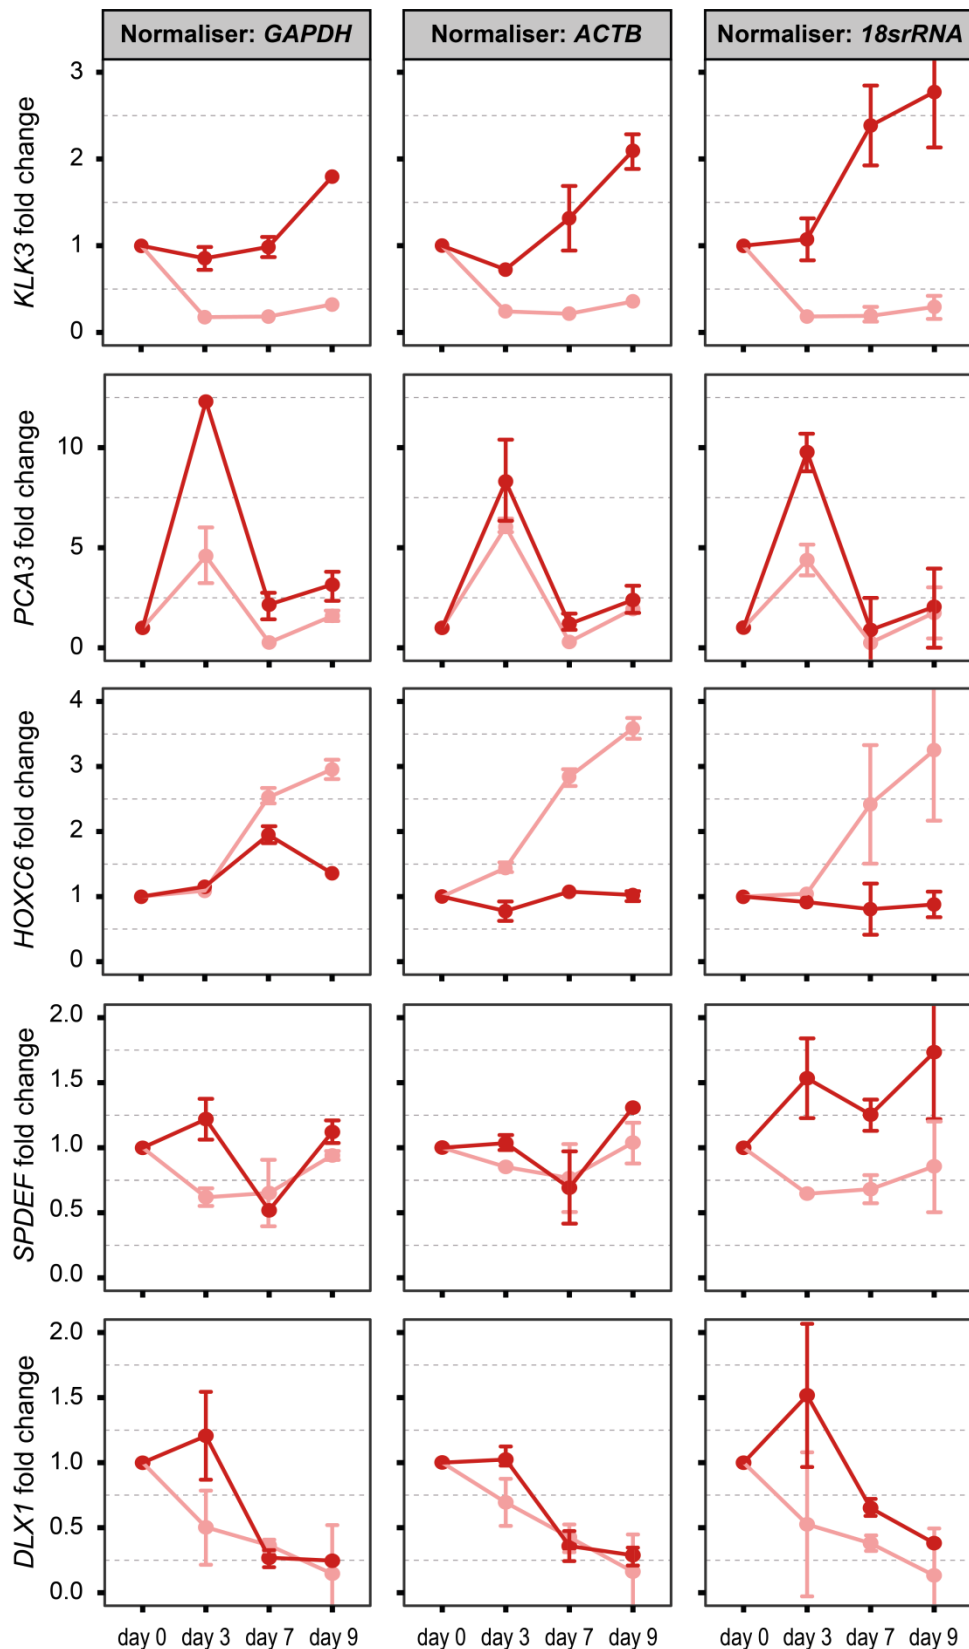 Normaliser: GAPDH
Normaliser: ACTB
Normaliser: 18srRNA
KLK3 fold change
3
2
1
0
PCA3 fold change
10
5
0
HOXC6 fold change
4
3
2
1
0
SPDEF fold change
2.0
1.5
1.0
0.5
0.0
DLX1 fold change
2.0
1.5
1.0
0.5
0.0
day 0 day 3 day 7 day 9
day 0 day 3 day 7 day 9
day 0 day 3 day 7 day 9